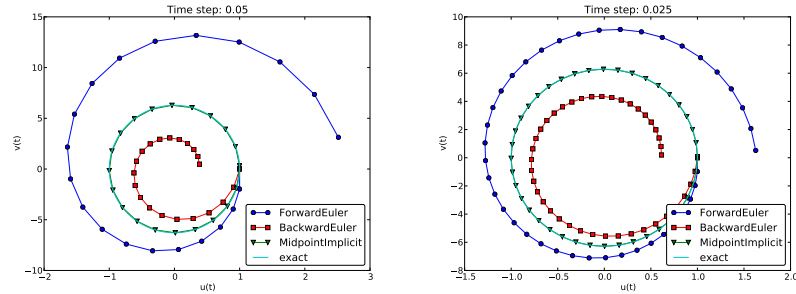 Time step: 0.05
15
10
5
0
−5
−10
v(t)
−2
−1
0
1
2
3
u(t)
ForwardEuler
BackwardEuler
MidpointImplicit
exact
Time step: 0.025
10
8
6
4
2
0
−2
−4
−6
−8
v(t)
−1.5
−1.0
−0.5
0.0
0.5
1.0
1.5
2.0
u(t)
ForwardEuler
BackwardEuler
MidpointImplicit
exact